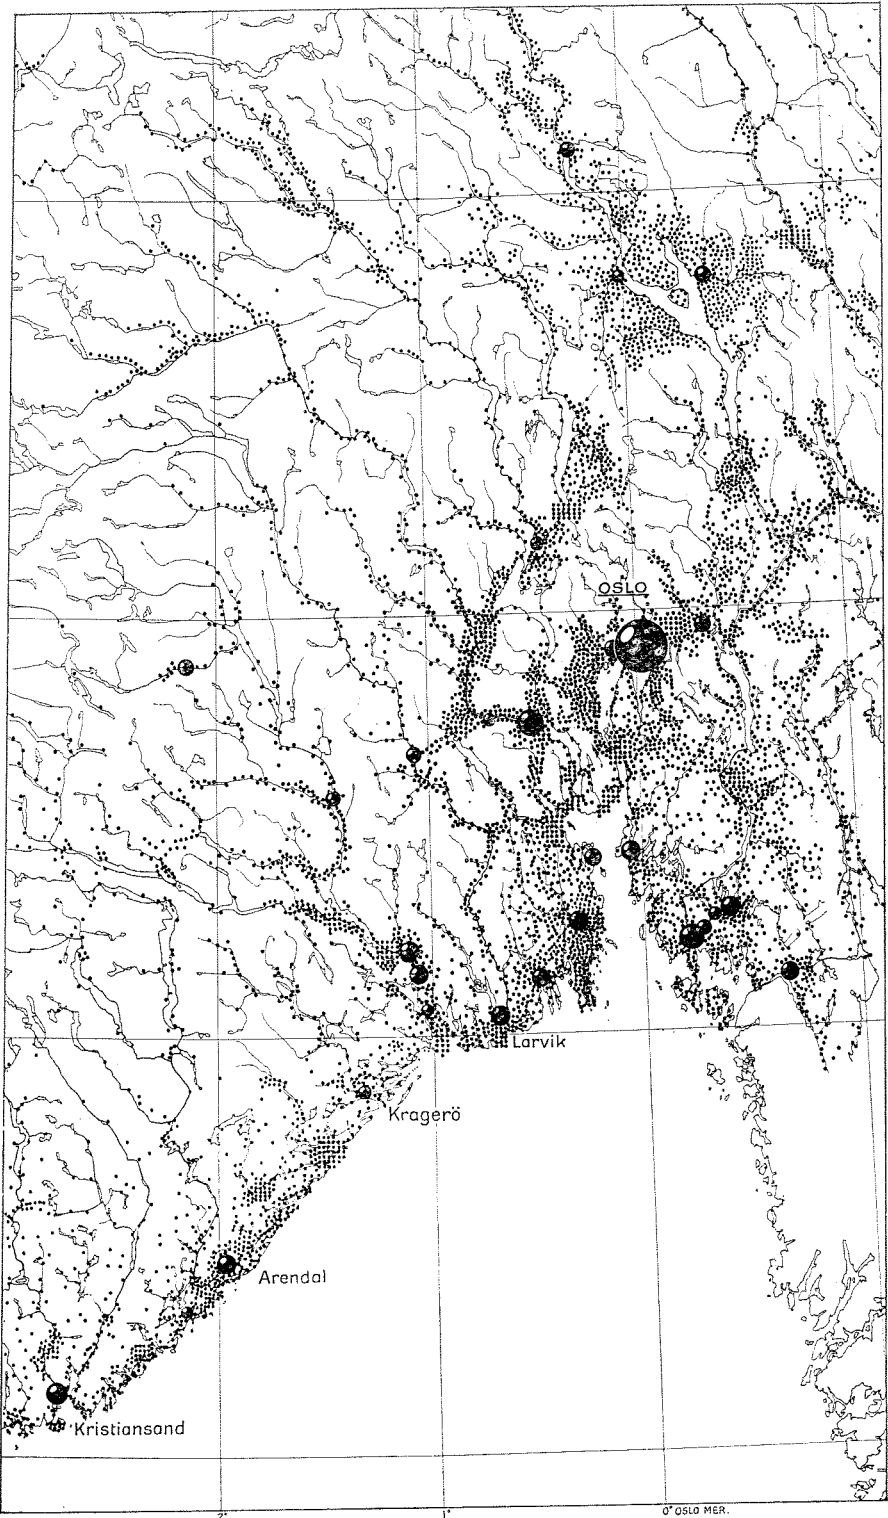 OSLO
Larvik
Kragerö
Arendal
Kristiansand
2° 1° 0° OSLO MER.